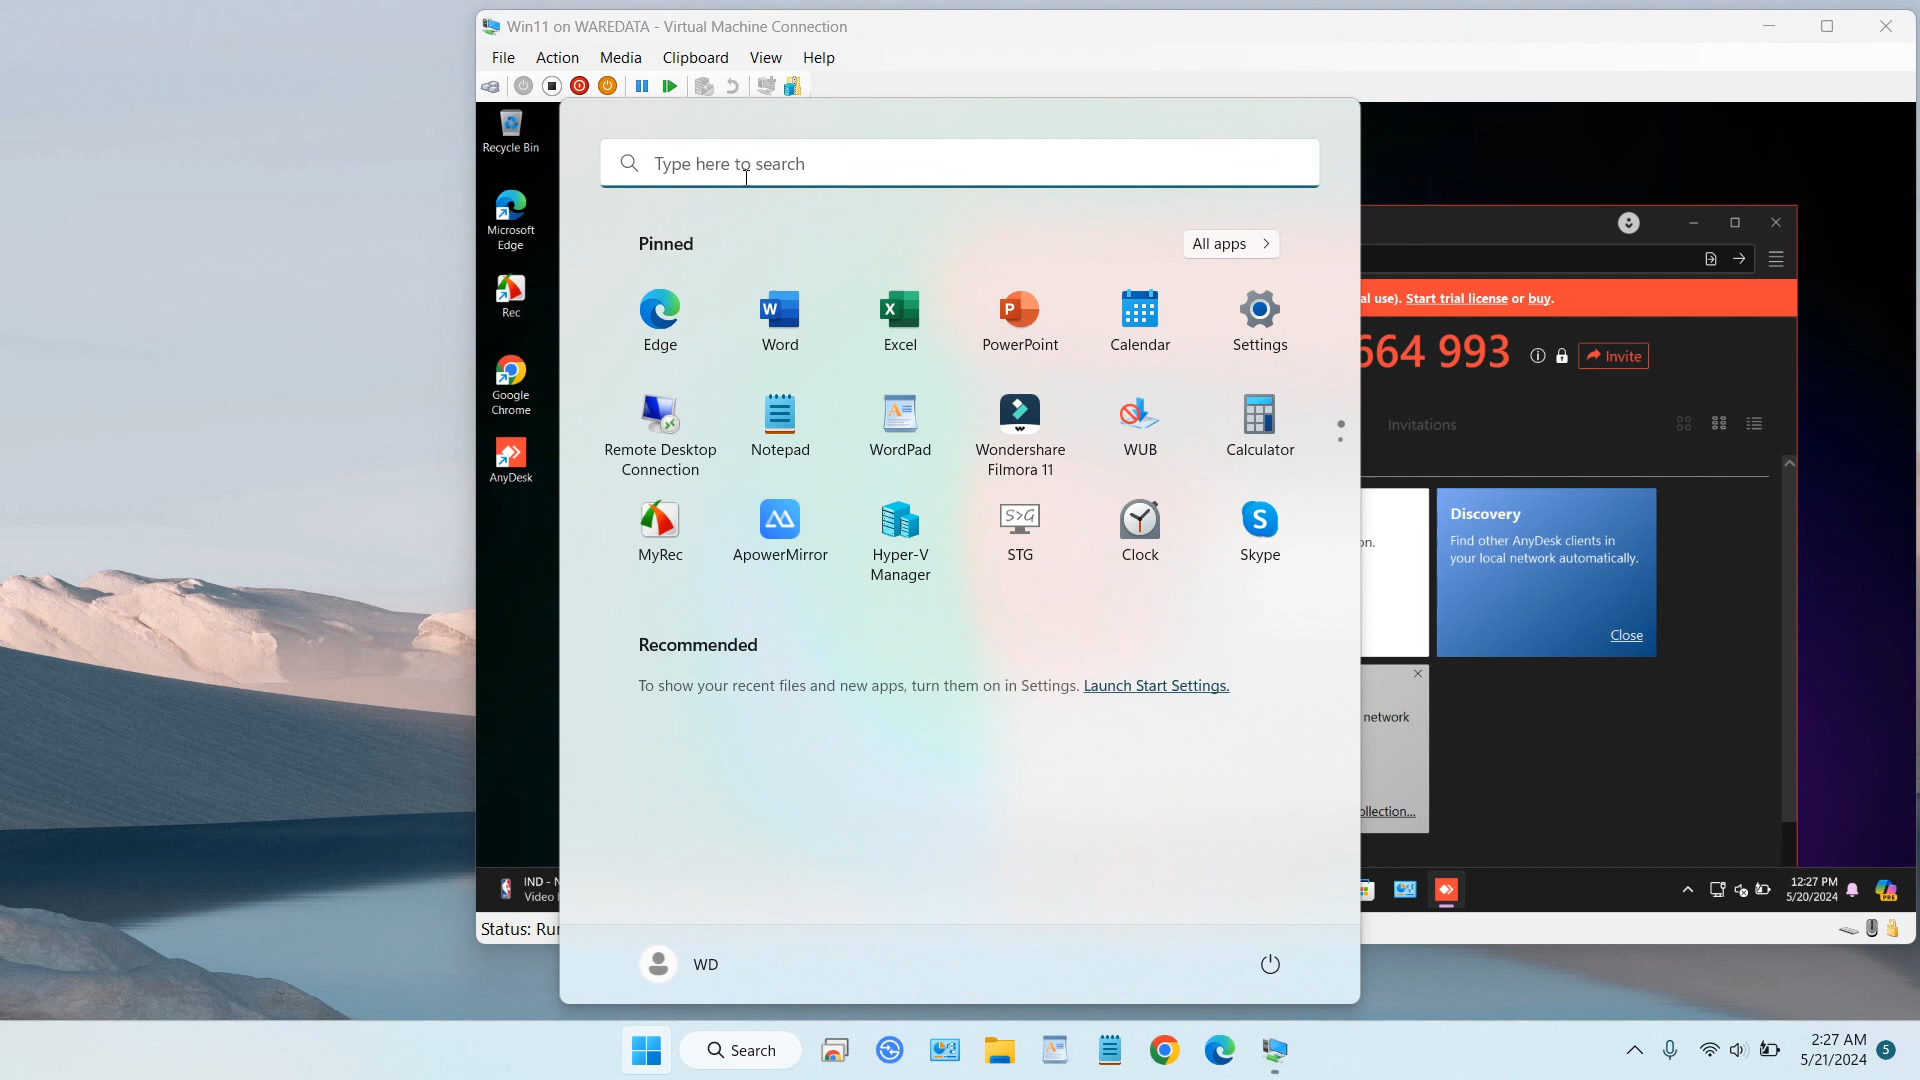 Win11 on WAREDATA - Virtual Machine Connection
File Action Media Clipboard View Help
Recycle Bin
Microsoft
Edge
Rec
Google
Chrome
AnyDesk
Type here to search
Pinned
All apps
Edge
Word
Excel
PowerPoint
Calendar
Settings
Remote Desktop
Connection
Notepad
WordPad
Wondershare
Filmora 11
WUB
Calculator
MyRec
ApowerMirror
Hyper-V
Manager
S>G
STG
Clock
Skype
Recommended
To show your recent files and new apps, turn them on in Settings. Launch Start Settings.
WD
al use). Start trial license or buy.
664 993
Invite
Invitations
on.
Discovery
Find other AnyDesk clients in
your local network automatically.
Close
network
ollection...
IND - N
Video
12:27 PM
5/20/2024
PRE
Status: Ru
Search
2:27 AM
5/21/2024
5